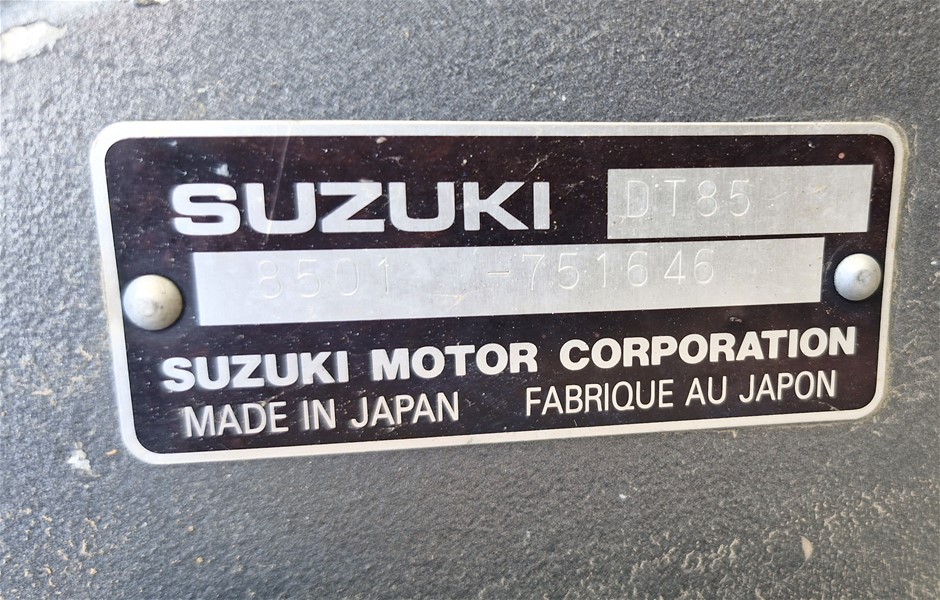 SUZUKI DT85
8501 -751646
SUZUKI MOTOR CORPORATION
MADE IN JAPAN FABRIQUE AU JAPON